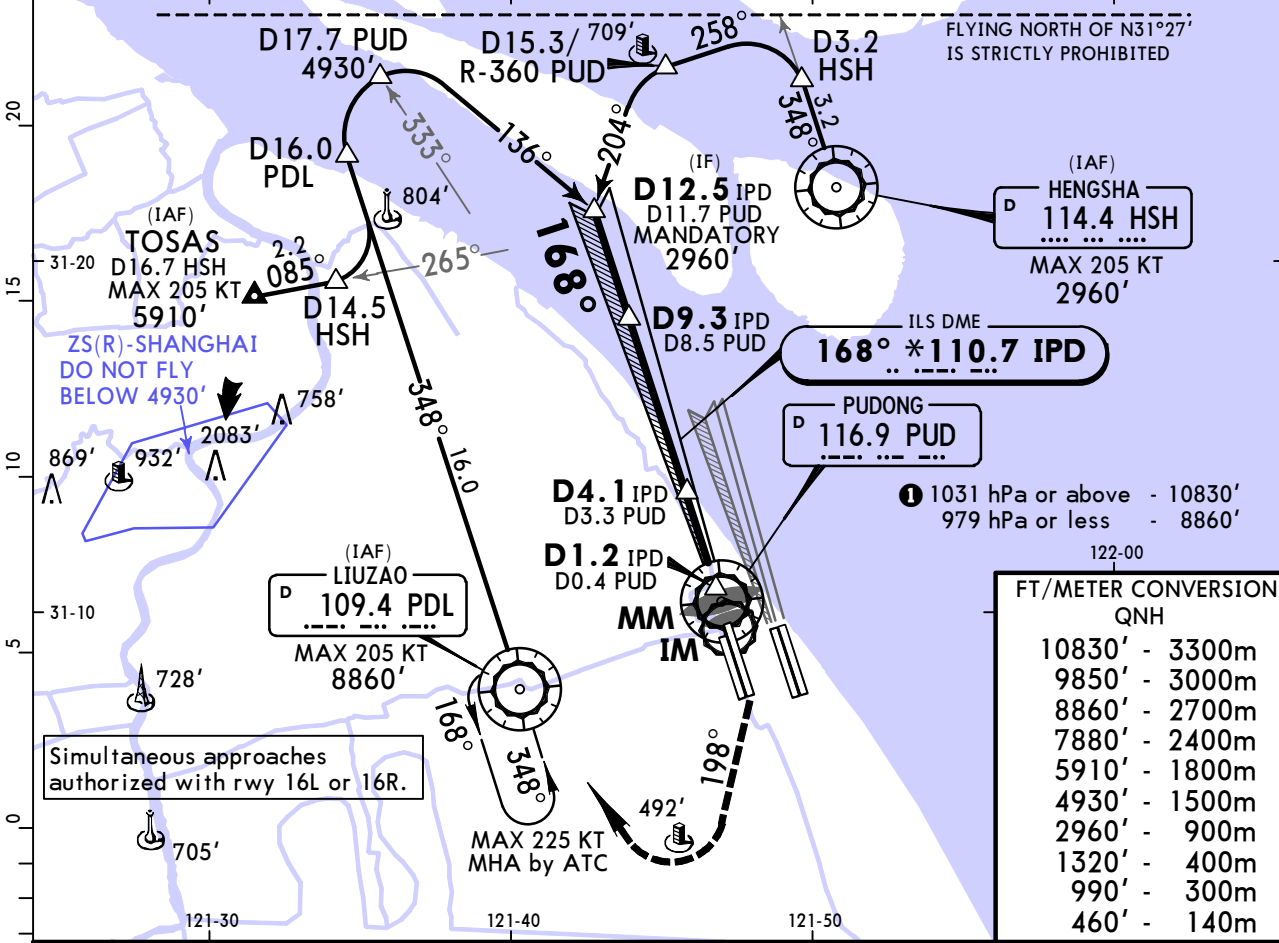 FLYING NORTH OF N31°27'
IS STRICTLY PROHIBITED
D17.7 PUD
4930'
D15.3/
R-360 PUD
709'
258°
D3.2
HSH
3.2
348°
20
D16.0
PDL
333°
136°
204°
804'
(IF)
D12.5 IPD
D11.7 PUD
MANDATORY
2960'
(IAF)
HENGSHA
D 114.4 HSH
MAX 205 KT
2960'
(IAF)
TOSAS
D16.7 HSH
MAX 205 KT
5910'
2.2
085°
265°
168°
31-20
15
D14.5
HSH
D9.3 IPD
D8.5 PUD
ILS DME
168° *110.7 IPD
ZS(R)-SHANGHAI
DO NOT FLY
BELOW 4930'
758'
2083'
869'
932'
348°
16.0
10
PUDONG
D 116.9 PUD
D4.1 IPD
D3.3 PUD
1 1031 hPa or above - 10830'
979 hPa or less - 8860'
D1.2 IPD
D0.4 PUD
MM
IM
122-00
(IAF)
LIUZAO
D 109.4 PDL
MAX 205 KT
8860'
31-10
5
728'
168°
348°
198°
492'
Simultaneous approaches
authorized with rwy 16L or 16R.
0
705'
MAX 225 KT
MHA by ATC
121-30
121-40
121-50
FT/METER CONVERSION
QNH
10830' - 3300m
9850' - 3000m
8860' - 2700m
7880' - 2400m
5910' - 1800m
4930' - 1500m
2960' - 900m
1320' - 400m
990' - 300m
460' - 140m